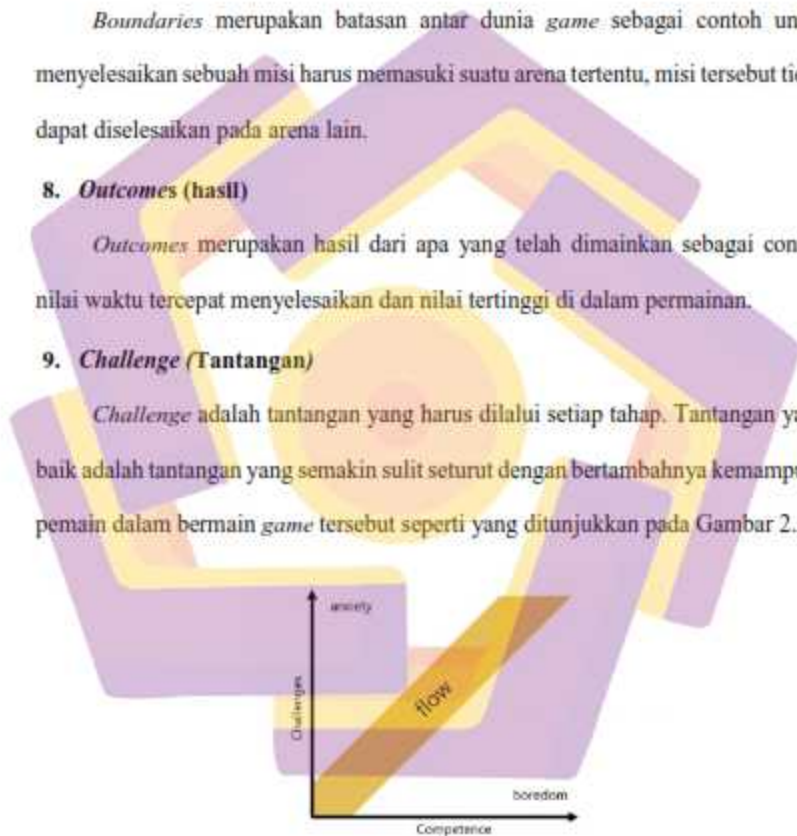 Boundaries merupakan batasan antar dunia game sebagai contoh un
menyelesaikan sebuah misi harus memasuki suatu arena tertentu, misi tersebut tic
dapat diselesaikan pada arena lain.
8. Outcomes (hasil)
Outcomes merupakan hasil dari apa yang telah dimainkan sebagai con
nilai waktu tercepat menyelesaikan dan nilai tertinggi di dalam permainan.
9. Challenge (Tantangan)
Challenge adalah tantangan yang harus dilalui setiap tahap. Tantangan ya
baik adalah tantangan yang semakin sulit seturut dengan bertambahnya kemampu
pemain dalam bermain game tersebut seperti yang ditunjukkan pada Gambar 2.
anxiety
Challenges
flow
boredom
Competence